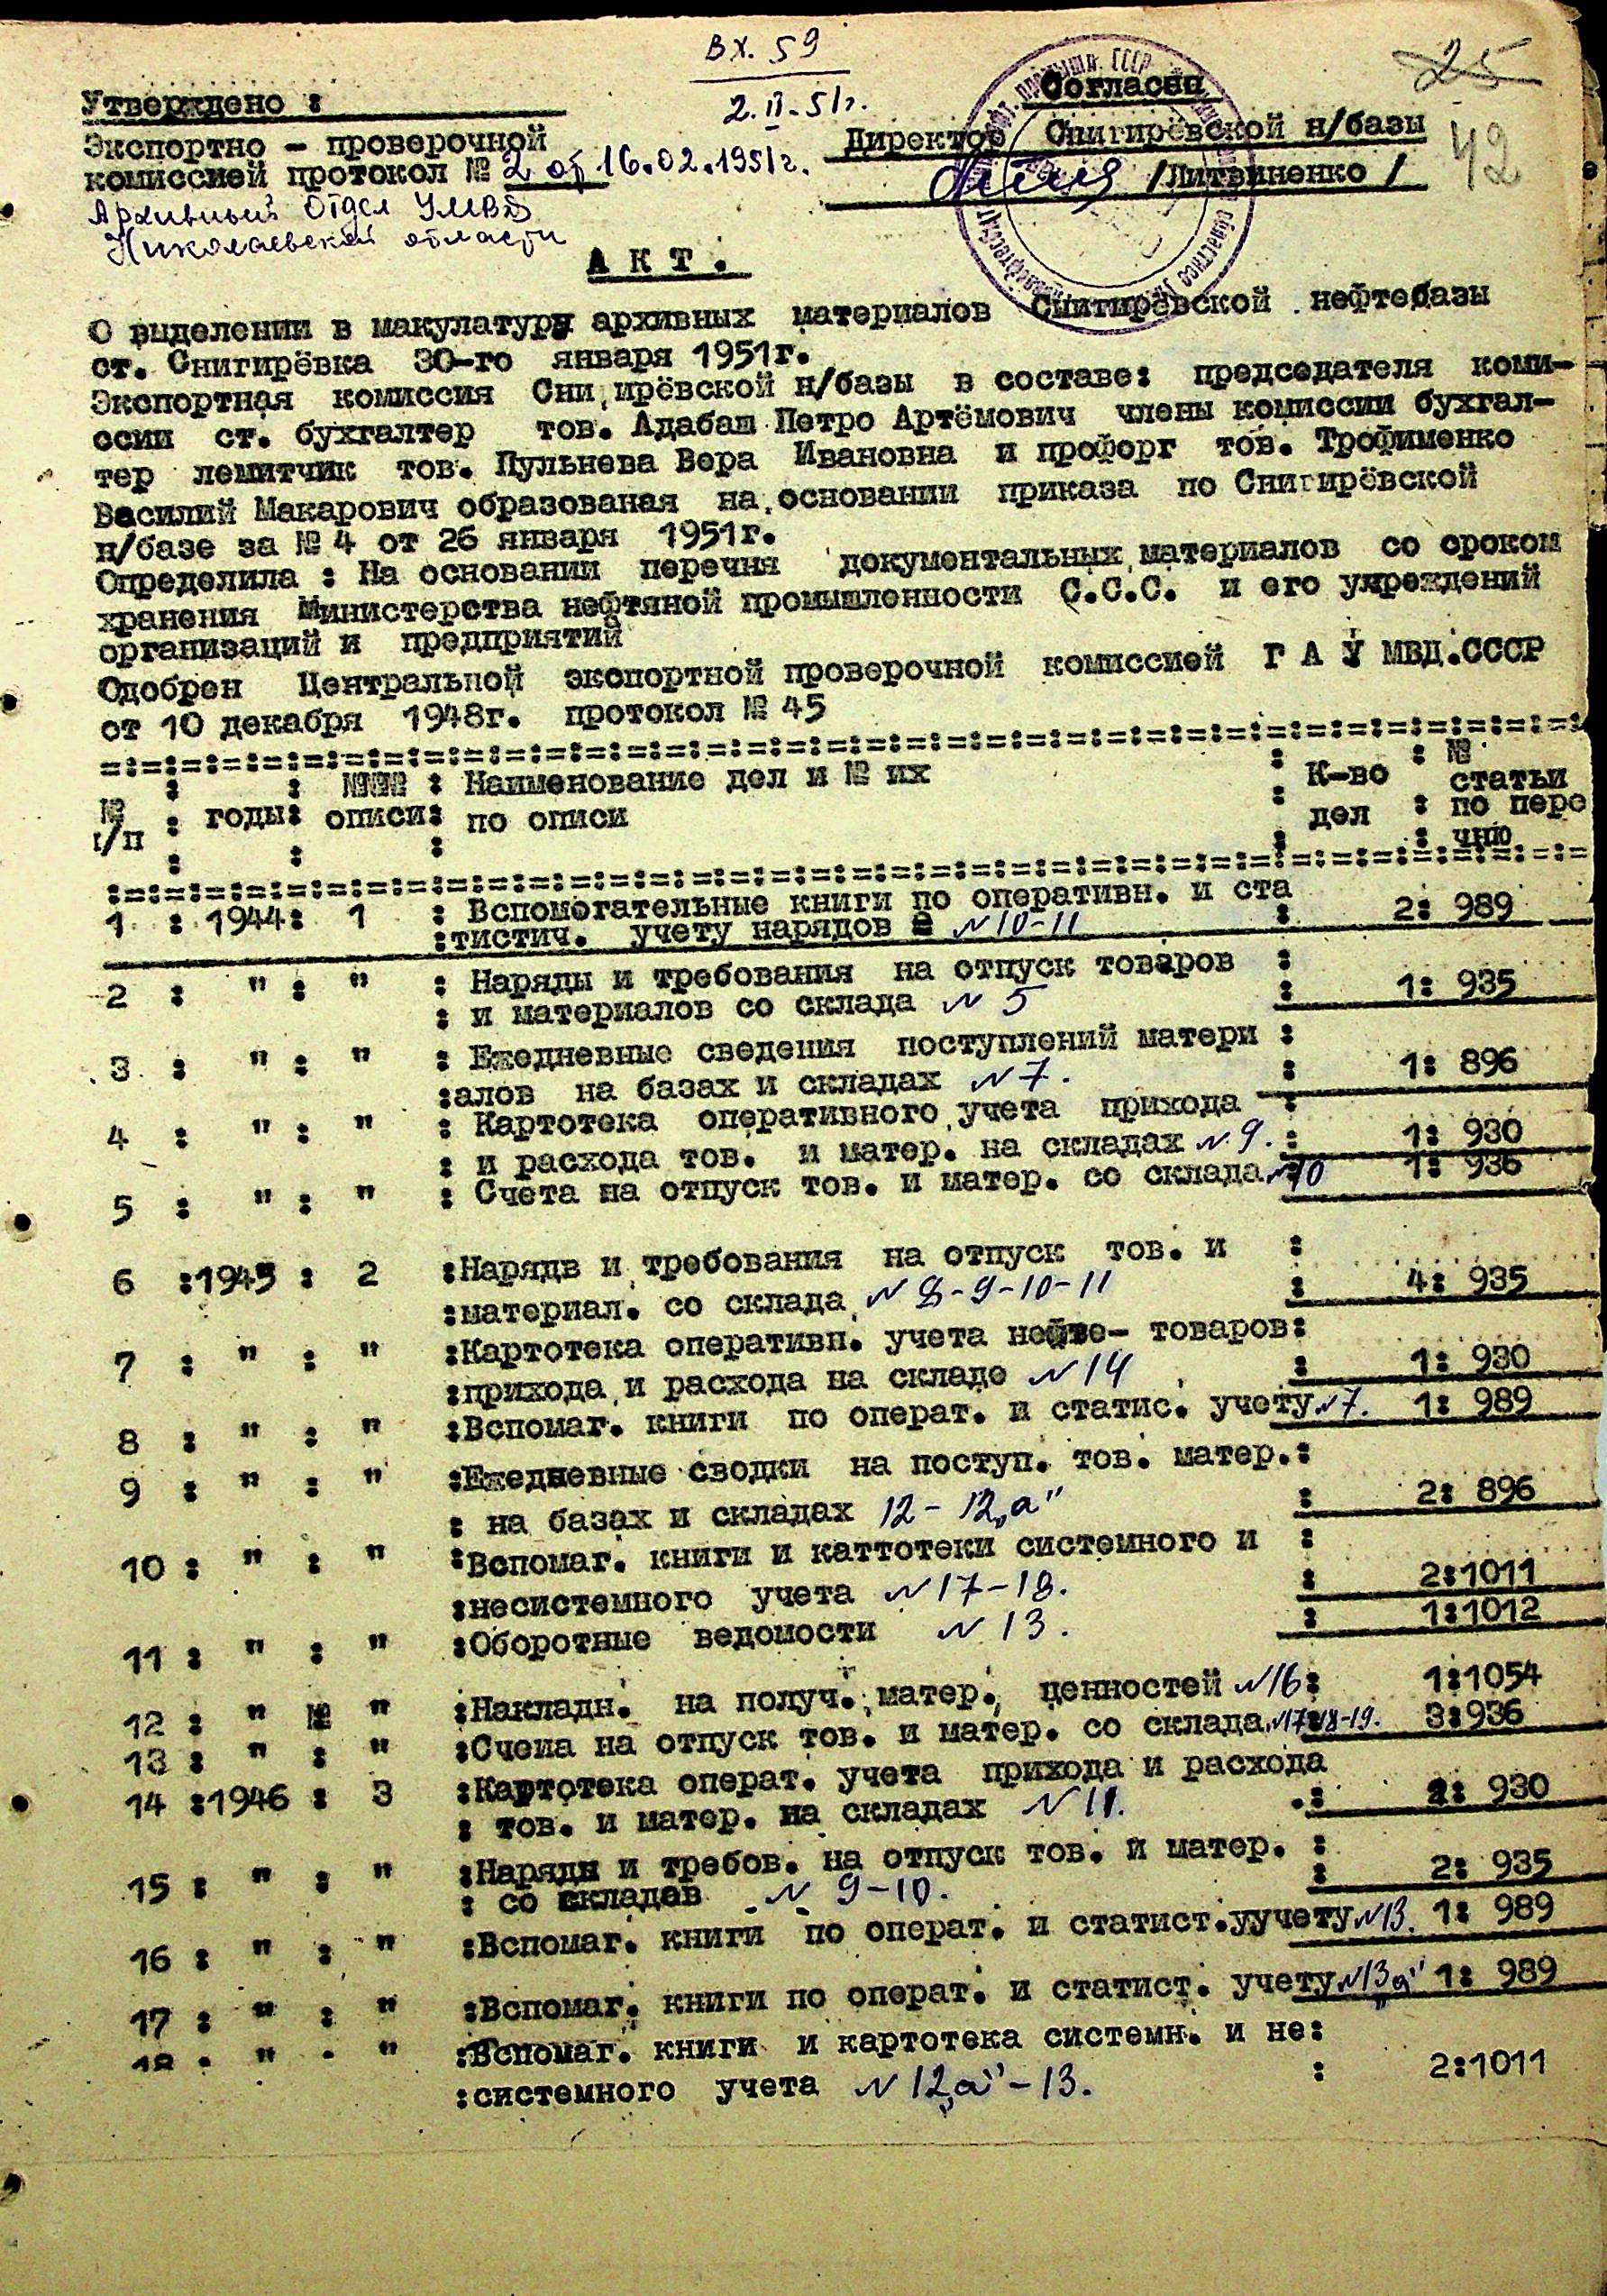 Вх. 59
2.II-51г.
25
42
Утверждено :
Экспортно – проверочной
комиссией протокол № 2 от 16.02.1951г.
Архивный Отдел УМВД
Николаевской области
Согласен
Директор Снигирёвской н/базы
/Литвиненко /
А К Т .
О выделении в макулатуру архивных материалов Снигирёвской нефтебазы
ст. Снигирёвка 30-го января 1951г.
Экспортная комиссия Сни ирёвской н/базы в составе: председателя коми-
ссии ст. бухгалтер тов. Адабаш Петро Артёмович члены комиссии бухгал-
тер лемитчик тов. Пульнева Вера Ивановна и профорг тов. Трофименко
Василий Макарович образованая на основании приказа по Снигирёвской
н/базе за № 4 от 26 января 1951г.
Определила : На основании перечня документальных материалов со сроком
хранения Министерства нефтяной промышленности С.С.С. и его учреждений
организаций и предприятий
Одобрен Центральной экспортной проверочной комиссией Г А У МВД.СССР
от 10 декабря 1948г. протокол № 45
№ п/п : годы : №№№ описи : Наименование дел и № их по описи : К-во дел : № статьи по пере чню
1 : 1944: 1 : Вспомогательные книги по оперативн. и ста
:тистич. учету нарядов № 10-11 : 2: 989
2 : " : " : Наряды и требования на отпуск товаров :
: и материалов со склада № 5 : 1: 935
3 : " : " : Ежедневные сведения поступлений матери :
:алов на базах и складах № 7. : 1: 896
4 : " : " : Картотека оперативного учета прихода :
: и расхода тов. и матер. на складах № 9. : 1: 930
5 : " : " : Счета на отпуск тов. и матер. со склада №10 1: 936
6 :1945 : 2 :Нарядв и требования на отпуск тов. и :
:материал. со склада № 8-9-10-11 : 4: 935
7 : " : " :Картотека оперативн. учета нефте- товаров:
:прихода и расхода на складе № 14 : 1: 930
8 : " : " :Вспомаг. книги по операт. и статис. учету №7. 1: 989
9 : " : " :Ежедневные сводки на поступ. тов. матер.:
: на базах и складах 12 - 12„а" : 2: 896
10 : " : " :Вспомаг. книги и каттотеки системного и :
:несистемного учета № 17-18. : 2:1011
11 : " : " :Оборотные ведомости № 13. : 1:1012
12 : " № " :Накладн. на получ. матер. ценностей №16: 1:1054
13 : " : " :Счеиа на отпуск тов. и матер. со склада №17-18-19. 3:936
14 :1946 : 3 :Картотека операт. учета прихода и расхода
: тов. и матер. на складах № 11. .: 930
15 : " : " :Наряды и требов. на отпуск тов. и матер. :
: со складов № 9-10. : 2: 935
16 : " : " :Вспомаг. книги по операт. и статист.уучету №13. 1: 989
17 : " : " :Вспомаг. книги по операт. и статист. учету №13„а" 1: 989
18 . " . " :Вспомаг. книги и картотека системн. и не:
:системного учета № 12„а"-13. : 2:1011